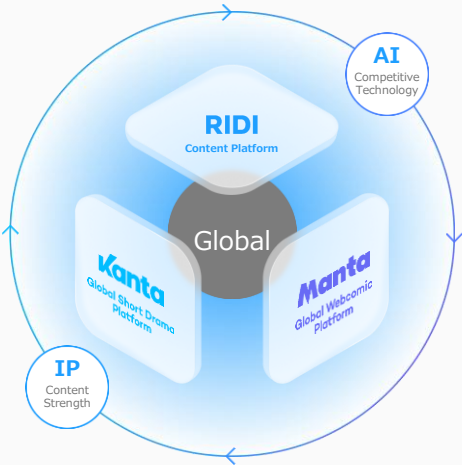 AI
Competitive
Technology
RIDI
Content Platform
Global
Kanta
Global Short Drama
Platform
Manta
Global Webcomic
Platform
IP
Content
Strength